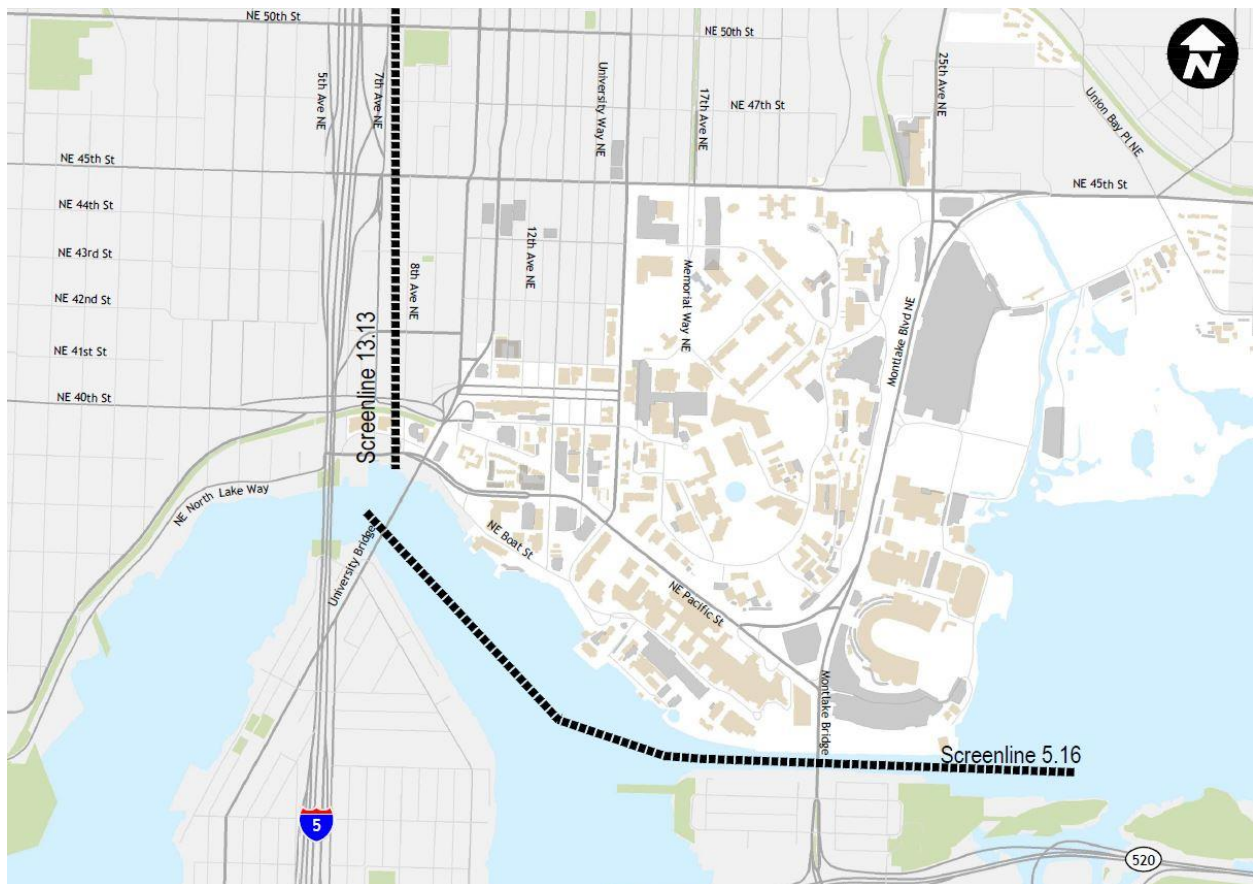 NE 50th St
NE 50th St
N
5th Ave NE
7th Ave NE
University Way NE
17th Ave NE
25th Ave NE
NE 47th St
Union Bay Pl NE
NE 45th St
NE 45th St
NE 44th St
NE 43rd St
NE 42nd St
NE 41st St
NE 40th St
8th Ave NE
12th Ave NE
Memorial Way NE
Montlake Blvd NE
Screenline 13.13
NE North Lake Way
University Bridge
NE Boat St
NE Pacific St
Montlake Bridge
Screenline 5.16
5
520